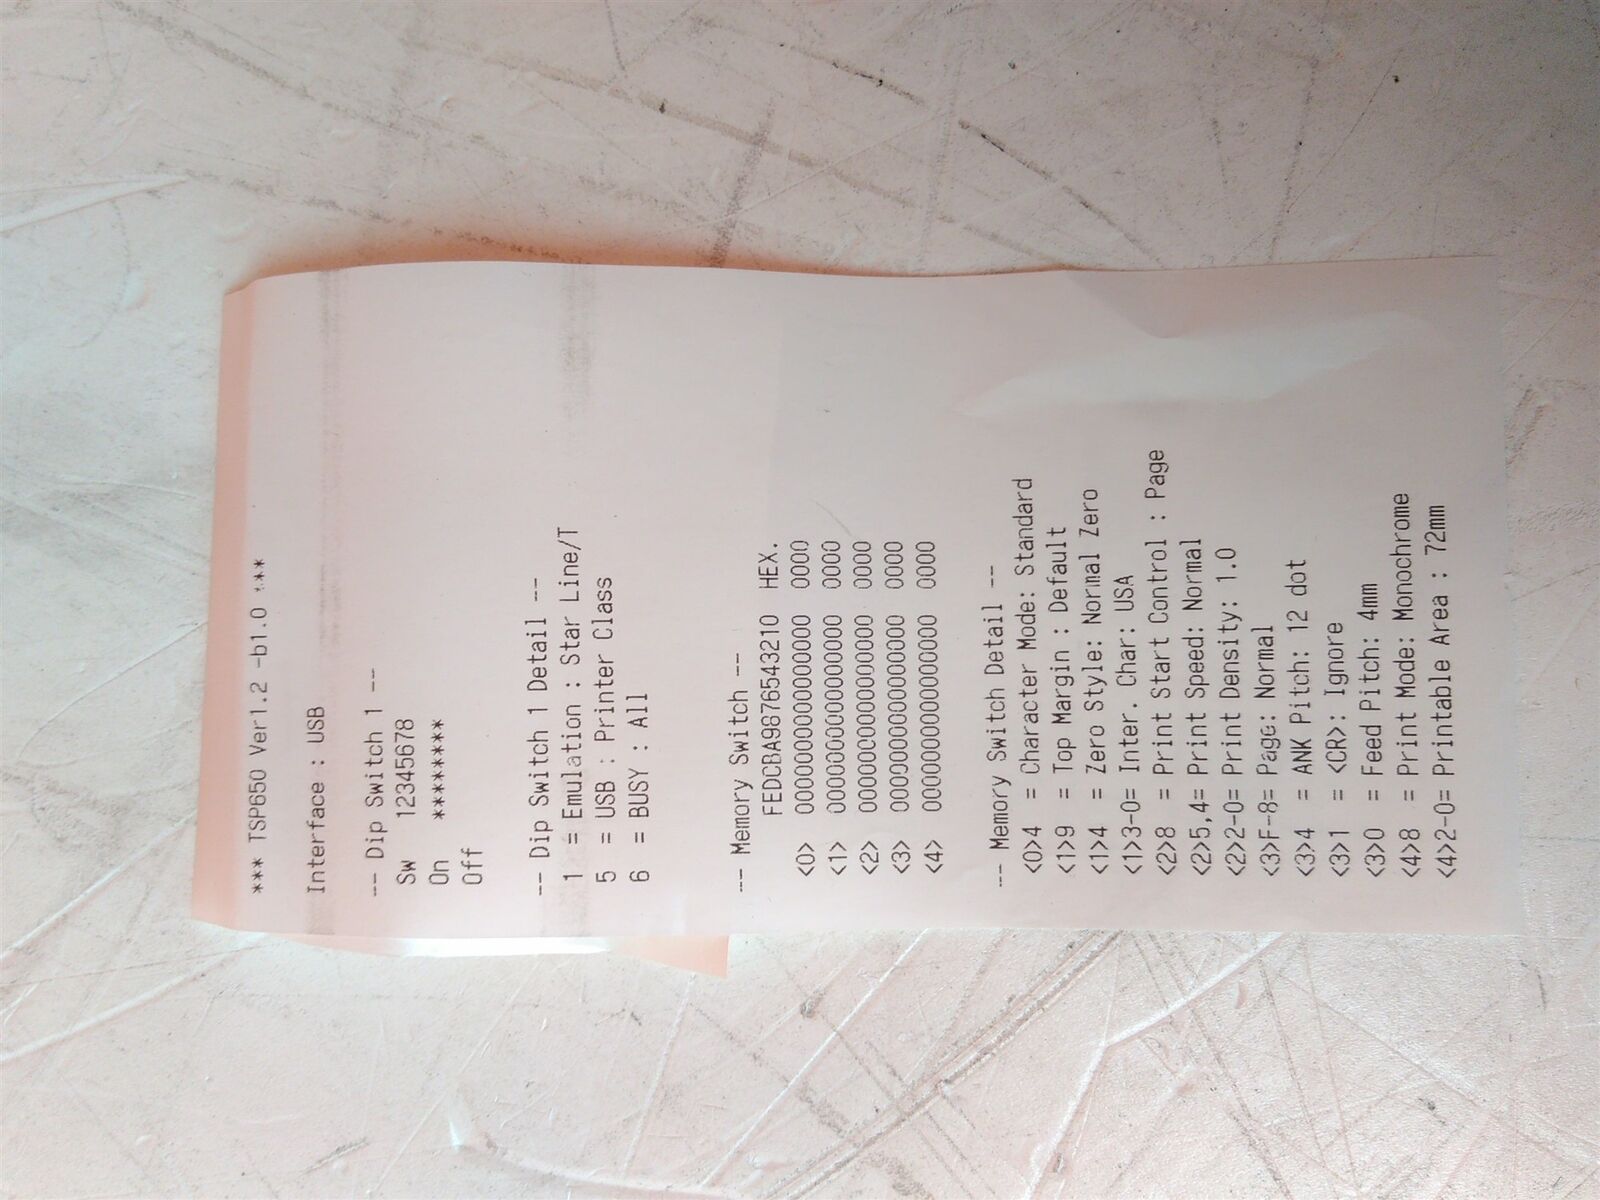 *** TSP650 Ver1.2 -b1.0 ***
Interface : USB
-- Dip Switch 1 --
Sw 12345678
On ********
Off
-- Dip Switch 1 Detail --
1 = Emulation : Star Line/T
5 = USB : Printer Class
6 = BUSY : All
-- Memory Switch --
FEDCBA9876543210 HEX.
<0> 0000000000000000 0000
<1> 0000000000000000 0000
<2> 0000000000000000 0000
<3> 0000000000000000 0000
<4> 0000000000000000 0000
-- Memory Switch Detail --
<0>4 = Character Mode: Standard
<1>9 = Top Margin : Default
<1>4 = Zero Style: Normal Zero
<1>3-0= Inter. Char: USA
<2>8 = Print Start Control : Page
<2>5,4= Print Speed: Normal
<2>2-0= Print Density: 1.0
<3>F-8= Page: Normal
<3>4 = ANK Pitch: 12 dot
<3>1 = <CR>: Ignore
<3>0 = Feed Pitch: 4mm
<4>8 = Print Mode: Monochrome
<4>2-0= Printable Area : 72mm